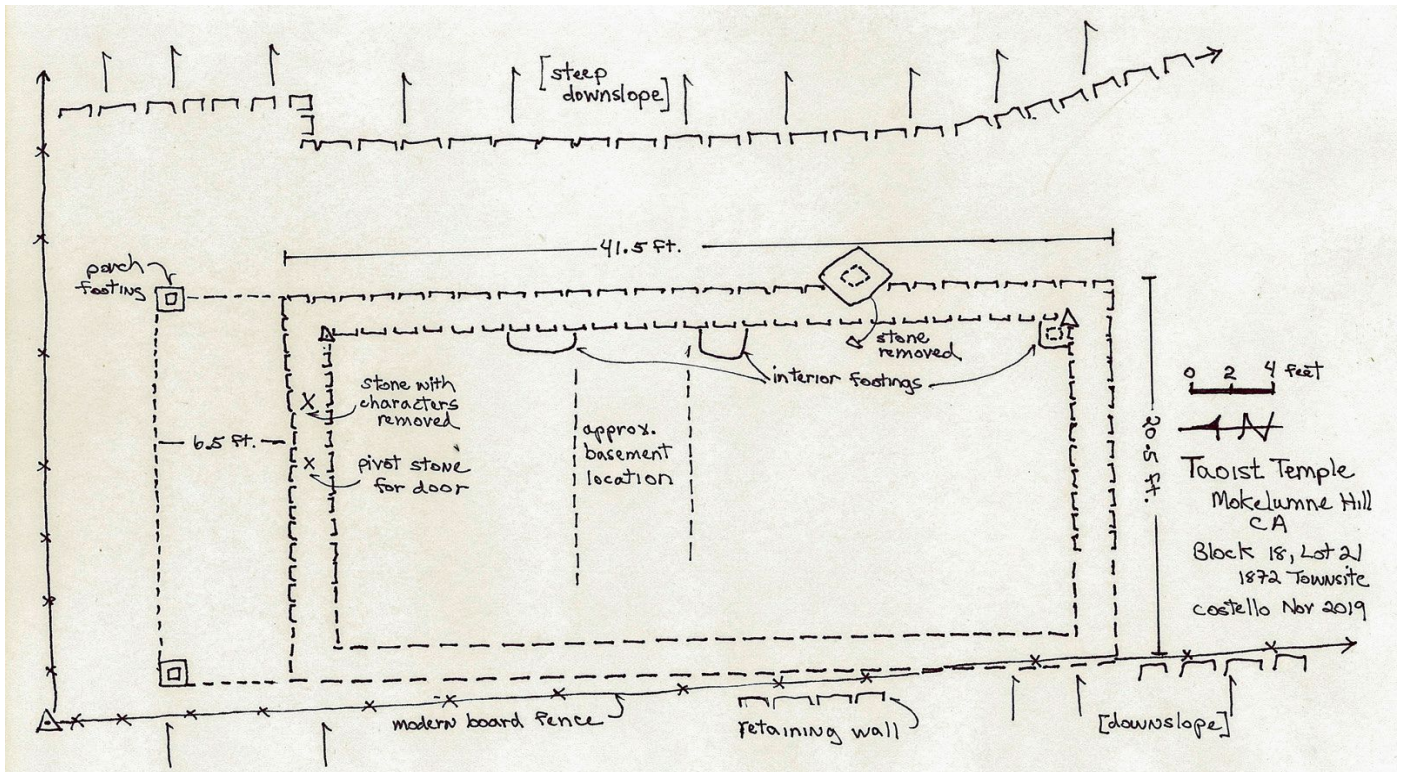 [steep
downslope]
41.5 ft.
porch
footing
stone
removed
interior footings
stone with
characters
removed
6.5 ft.
pivot stone
for door
approx.
basement
location
20.5 ft.
0 2 4 feet
N
Taoist Temple
Mokelumne Hill
CA
Block 18, Lot 21
1872 Townsite
Costello Nov 2019
modern board fence
retaining wall
[downslope]